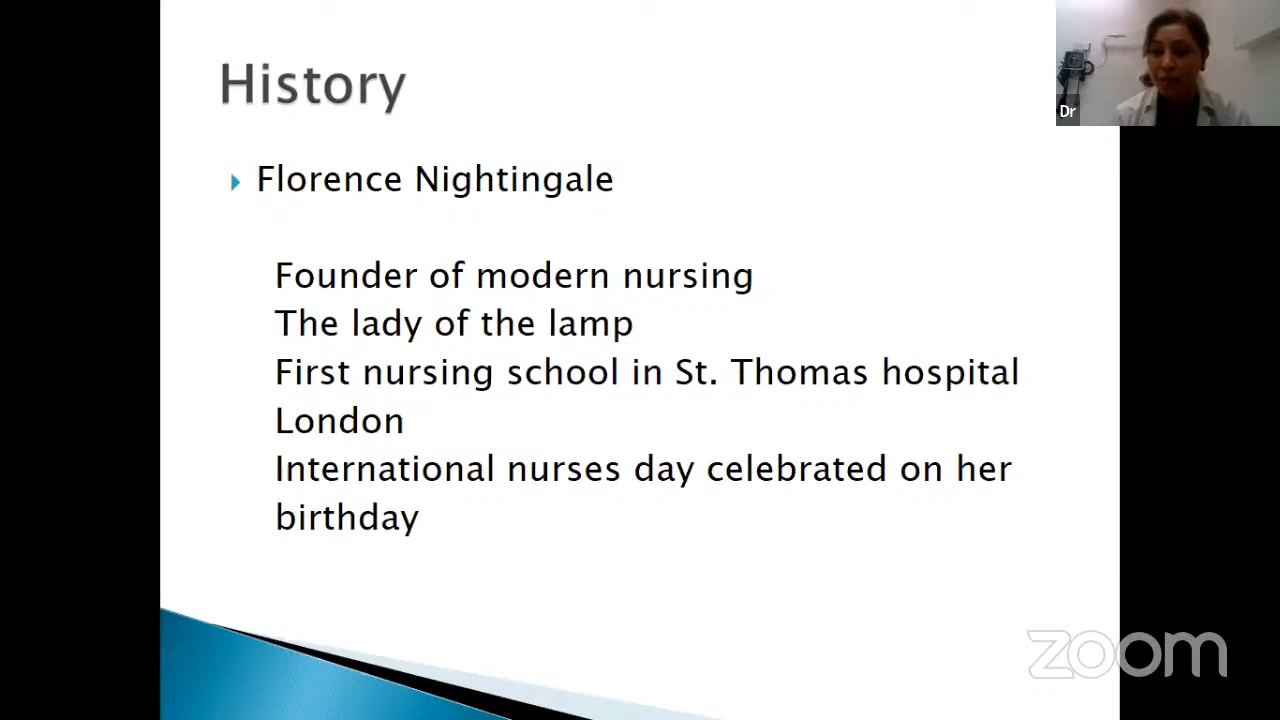 History
Dr
Florence Nightingale
Founder of modern nursing
The lady of the lamp
First nursing school in St. Thomas hospital
London
International nurses day celebrated on her
birthday
zoom